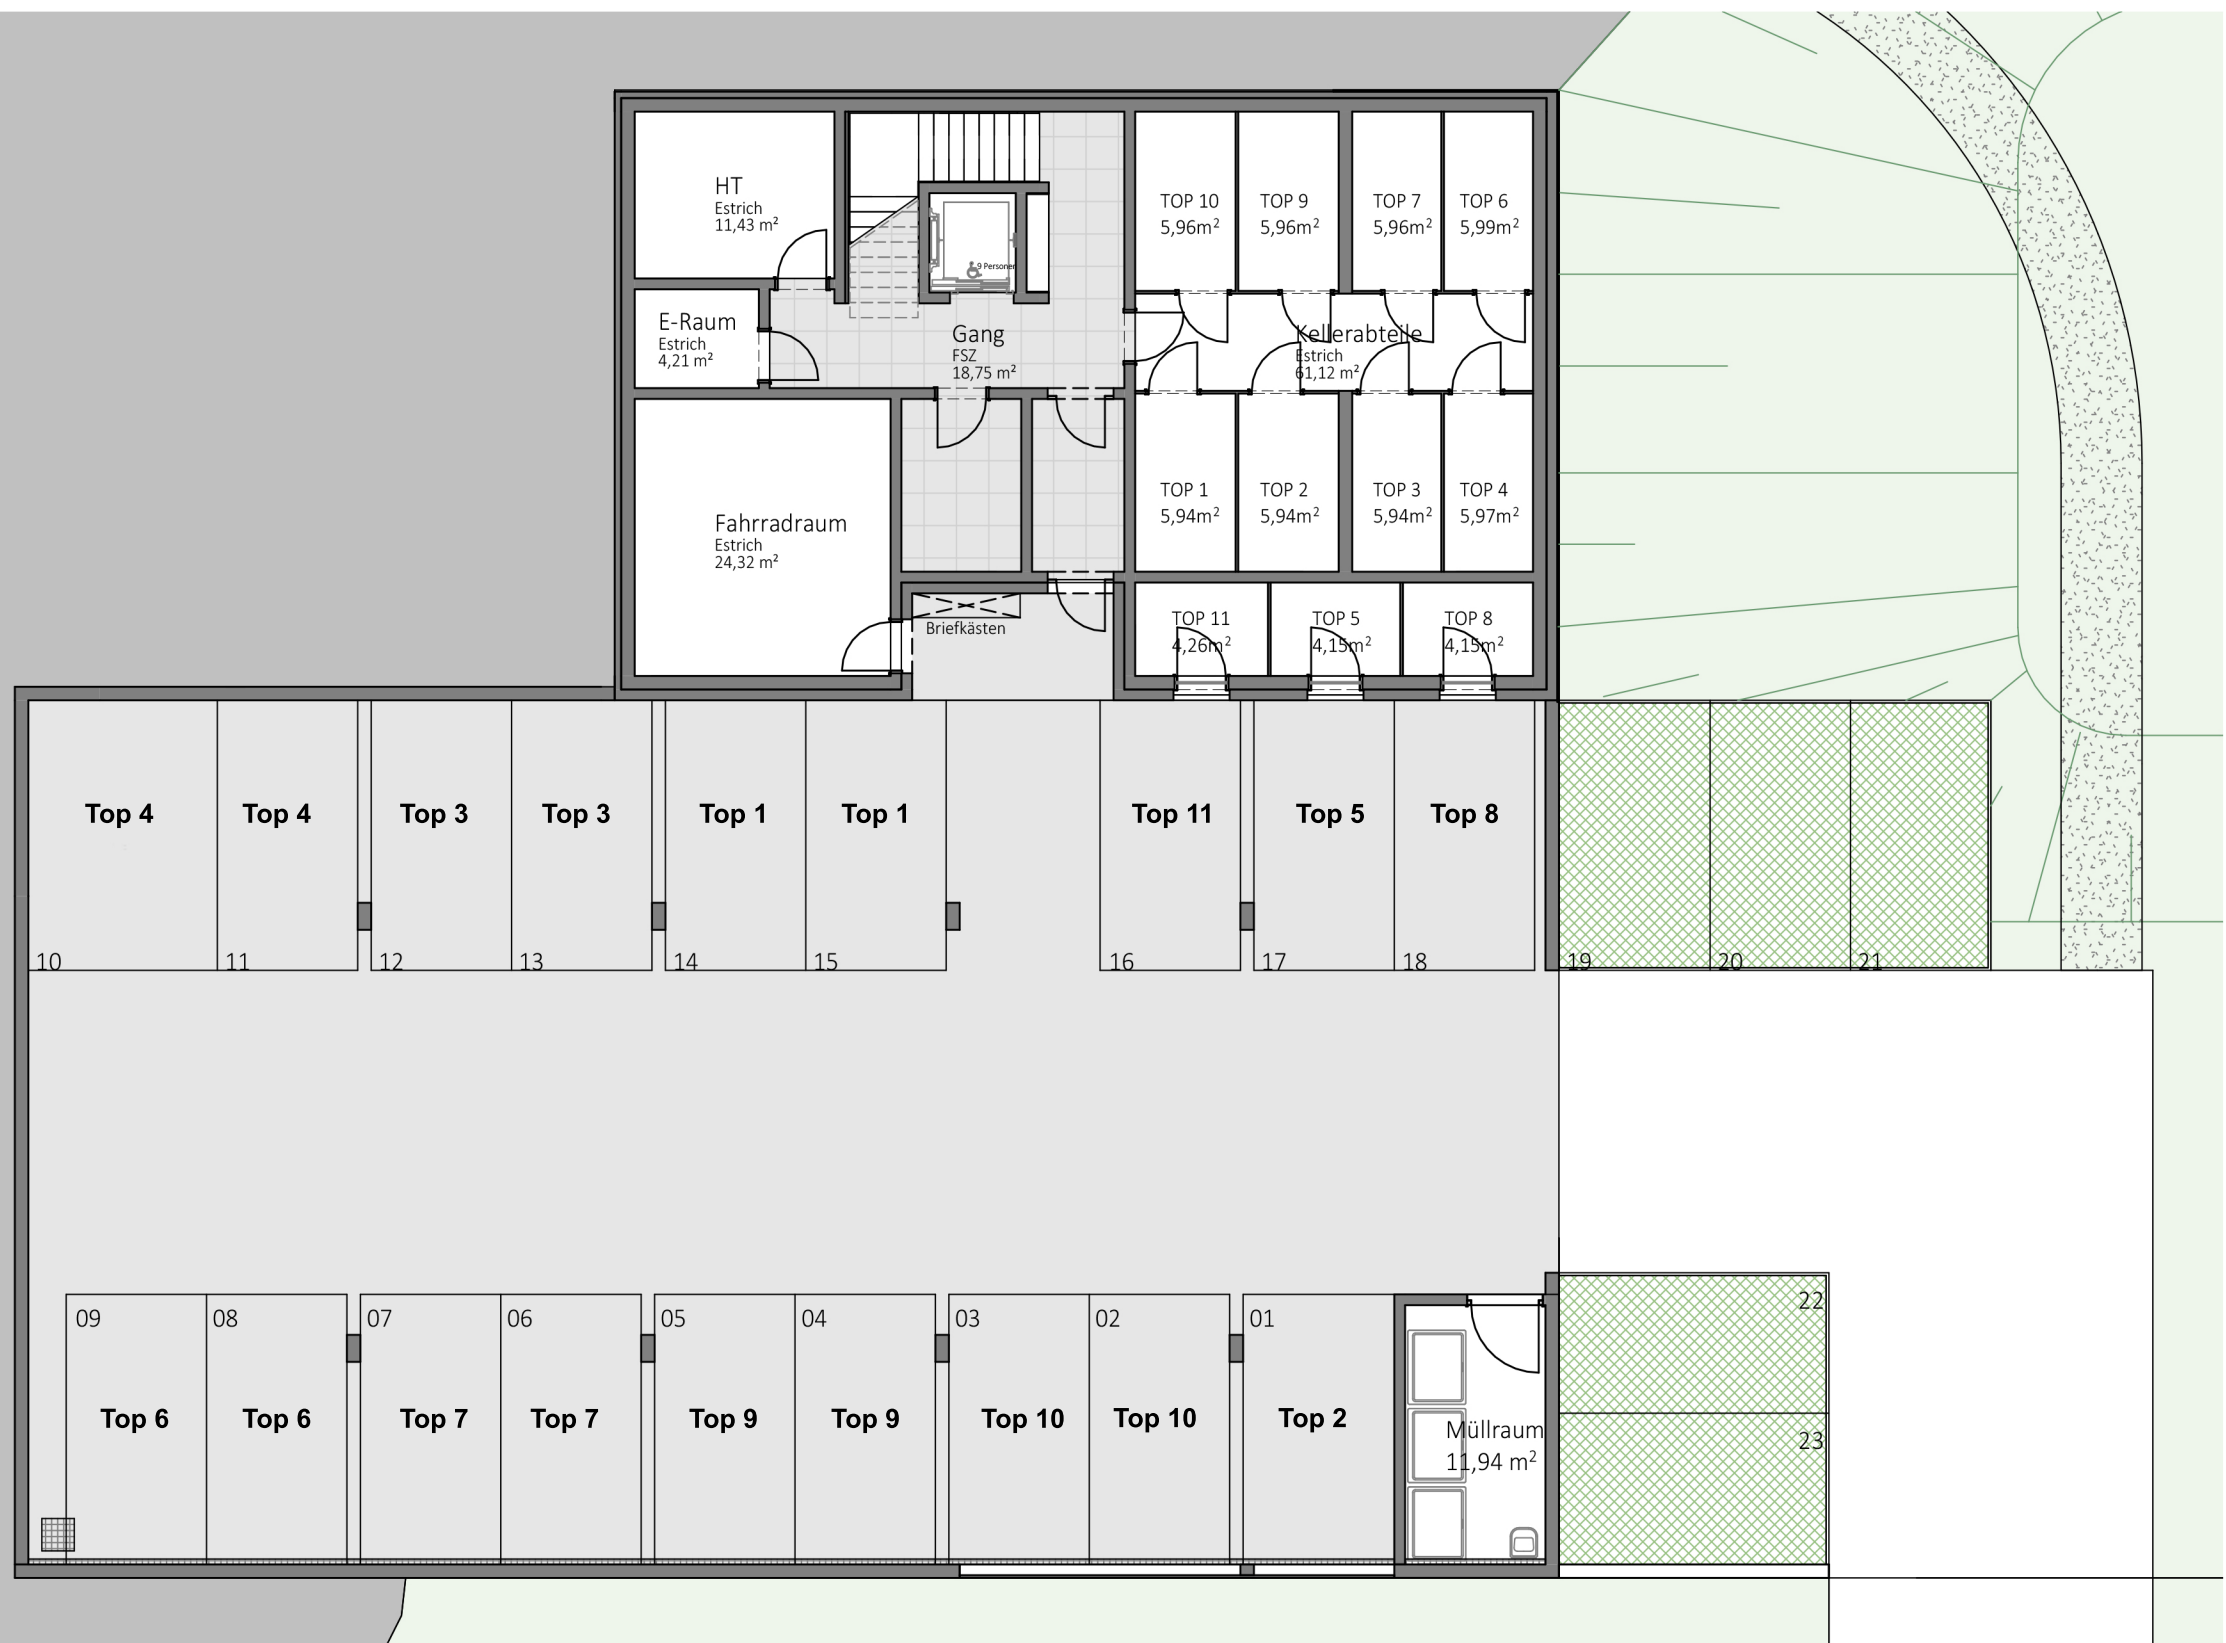 HT
Estrich
11,43 m²
TOP 10
5,96m²
TOP 9
5,96m²
TOP 7
5,96m²
TOP 6
5,99m²
9 Personen
E-Raum
Estrich
4,21 m²
Gang
FSZ
18,75 m²
Kellerabteile
Estrich
61,12 m²
Fahrradraum
Estrich
24,32 m²
TOP 1
5,94m²
TOP 2
5,94m²
TOP 3
5,94m²
TOP 4
5,97m²
Briefkästen
TOP 11
4,26m²
TOP 5
4,15m²
TOP 8
4,15m²
Top 4
Top 4
Top 3
Top 3
Top 1
Top 1
Top 11
Top 5
Top 8
10
11
12
13
14
15
16
17
18
19
20
21
09
08
07
06
05
04
03
02
01
22
Top 6
Top 6
Top 7
Top 7
Top 9
Top 9
Top 10
Top 10
Top 2
Müllraum
11,94 m²
23